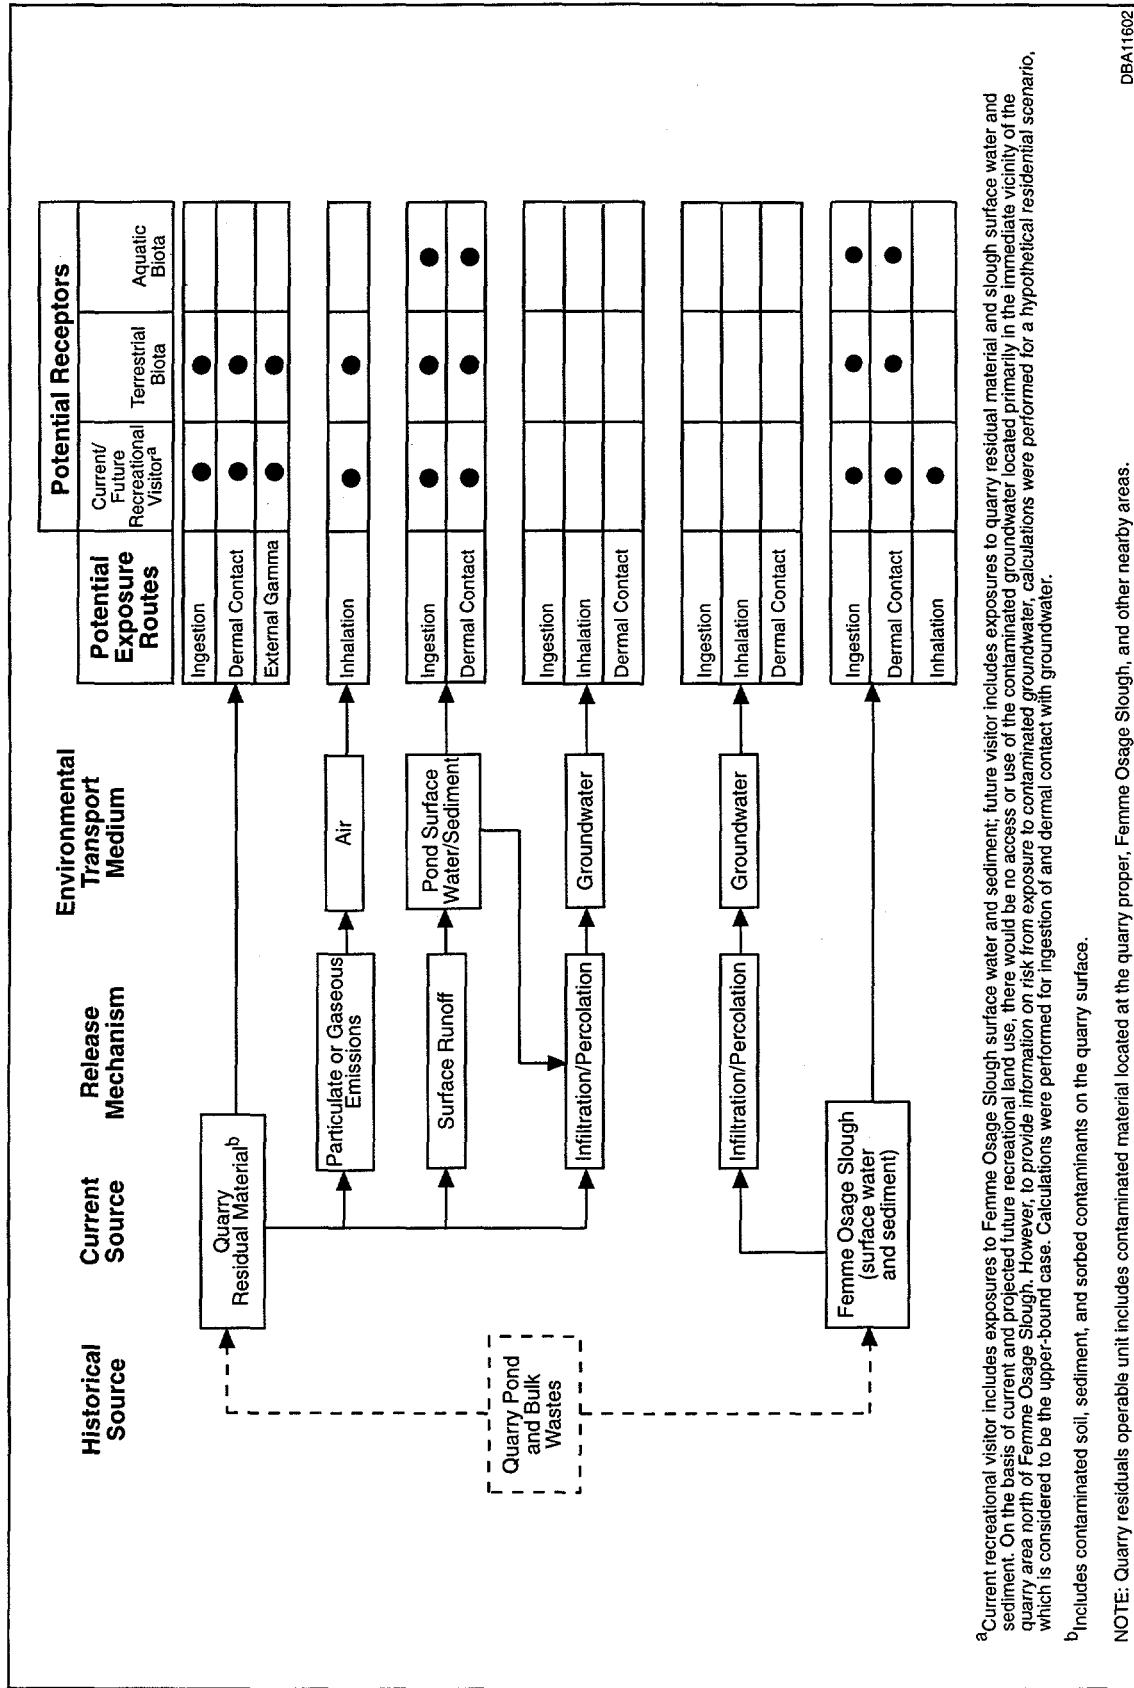 Historical
Source
Current
Source
Release
Mechanism
Environmental
Transport
Medium
Potential
Exposure
Routes
Potential Receptors
Current/
Future
Recreational
Visitorᵃ
Terrestrial
Biota
Aquatic
Biota
Quarry
Residual Materialᵇ
Ingestion
Dermal Contact
External Gamma
Particulate or Gaseous
Emissions
Air
Inhalation
Quarry Pond
and Bulk
Wastes
Surface Runoff
Pond Surface
Water/Sediment
Ingestion
Dermal Contact
Infiltration/Percolation
Groundwater
Ingestion
Inhalation
Dermal Contact
Infiltration/Percolation
Groundwater
Ingestion
Inhalation
Dermal Contact
Femme Osage Slough
(surface water
and sediment)
Ingestion
Dermal Contact
Inhalation
ᵃCurrent recreational visitor includes exposures to Femme Osage Slough surface water and sediment; future visitor includes exposures to quarry residual material and slough surface water and
sediment. On the basis of current and projected future recreational land use, there would be no access or use of the contaminated groundwater located primarily in the immediate vicinity of the
quarry area north of Femme Osage Slough. However, to provide information on risk from exposure to contaminated groundwater, calculations were performed for a hypothetical residential scenario,
which is considered to be the upper-bound case. Calculations were performed for ingestion of and dermal contact with groundwater.
ᵇIncludes contaminated soil, sediment, and sorbed contaminants on the quarry surface.
NOTE: Quarry residuals operable unit includes contaminated material located at the quarry proper, Femme Osage Slough, and other nearby areas.
DBA11602